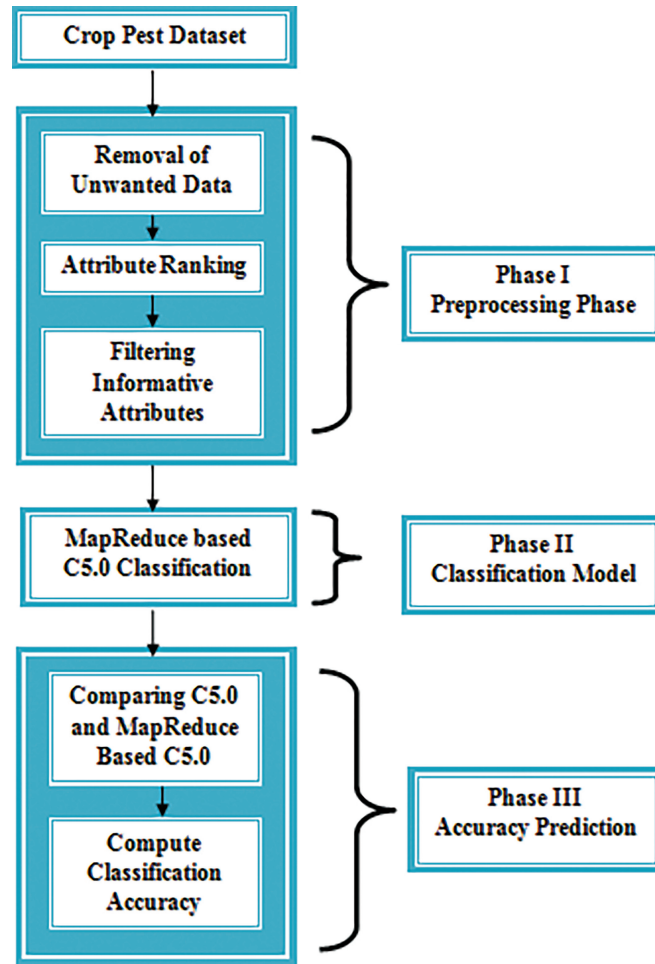 Crop Pest Dataset
Removal of
Unwanted Data
Attribute Ranking
Filtering
Informative
Attributes
Phase I
Preprocessing Phase
MapReduce based
C5.0 Classification
Phase II
Classification Model
Comparing C5.0
and MapReduce
Based C5.0
Compute
Classification
Accuracy
Phase III
Accuracy Prediction